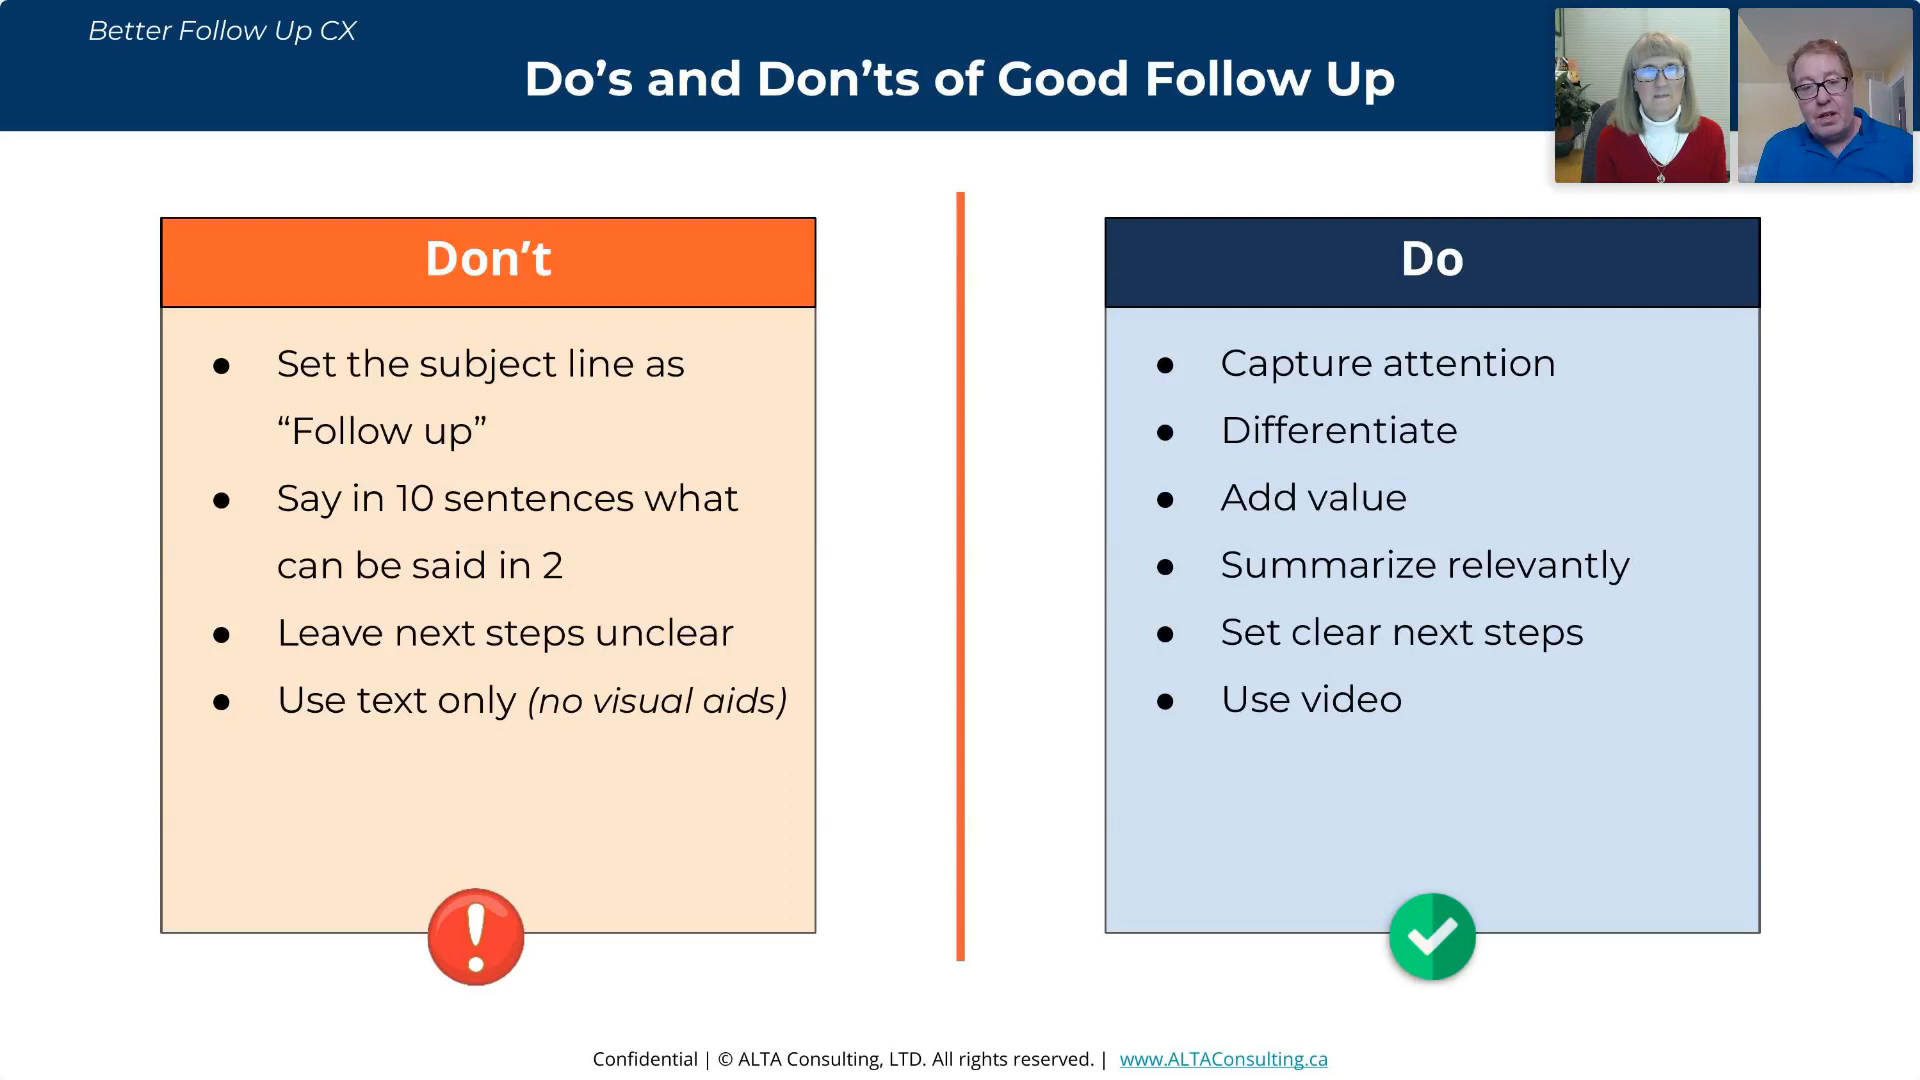 Better Follow Up CX
Do’s and Don’ts of Good Follow Up
Don’t
● Set the subject line as
“Follow up”
● Say in 10 sentences what
can be said in 2
● Leave next steps unclear
● Use text only (no visual aids)
Do
● Capture attention
● Differentiate
● Add value
● Summarize relevantly
● Set clear next steps
● Use video
Confidential | © ALTA Consulting, LTD. All rights reserved. | www.ALTAConsulting.ca